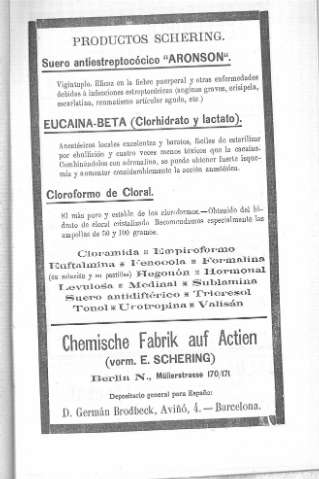 PRODUCTOS SCHERING.
Suero antiestreptocócico "ARONSON".
Vigíntuplo. Eficaz en la fiebre puerperal y otras enfermedades
debidas á infecciones estreptocócicas (anginas graves, erisipela,
escarlatina, reumatismo articular agudo, etc.)
EUCAINA-BETA (Clorhidrato y lactato).
Anestésicos locales excelentes y baratos, fáciles de esterilizar
por ebullición y cuatro veces menos tóxicos que la cocaína.
Combinándolos con adrenalina, se puede obtener fuerte isque-
mia y aumentar considerablemente la acción anestésica.
Cloroformo de Cloral.
El más puro y estable de los cloroformos.—Obtenido del hi-
drato de cloral cristalizado. Recomendamos especialmente las
ampollas de 50 y 100 gramos.
Cloramida Empiroformo
Euftalmina Fenocola Formalina
(en solución y en pastillas) Hegonón Hormonal
Levulosa Medinal Sublamina
Suero antidiftérico Tricresol
Tonol Urotropina Valisán
Chemische Fabrik auf Actien
(vorm. E. SCHERING)
Berlin N., Müllerstrasse 170/171
Depositario general para España:
D. Germán Brodbeck, Aviñó, 4.—Barcelona.